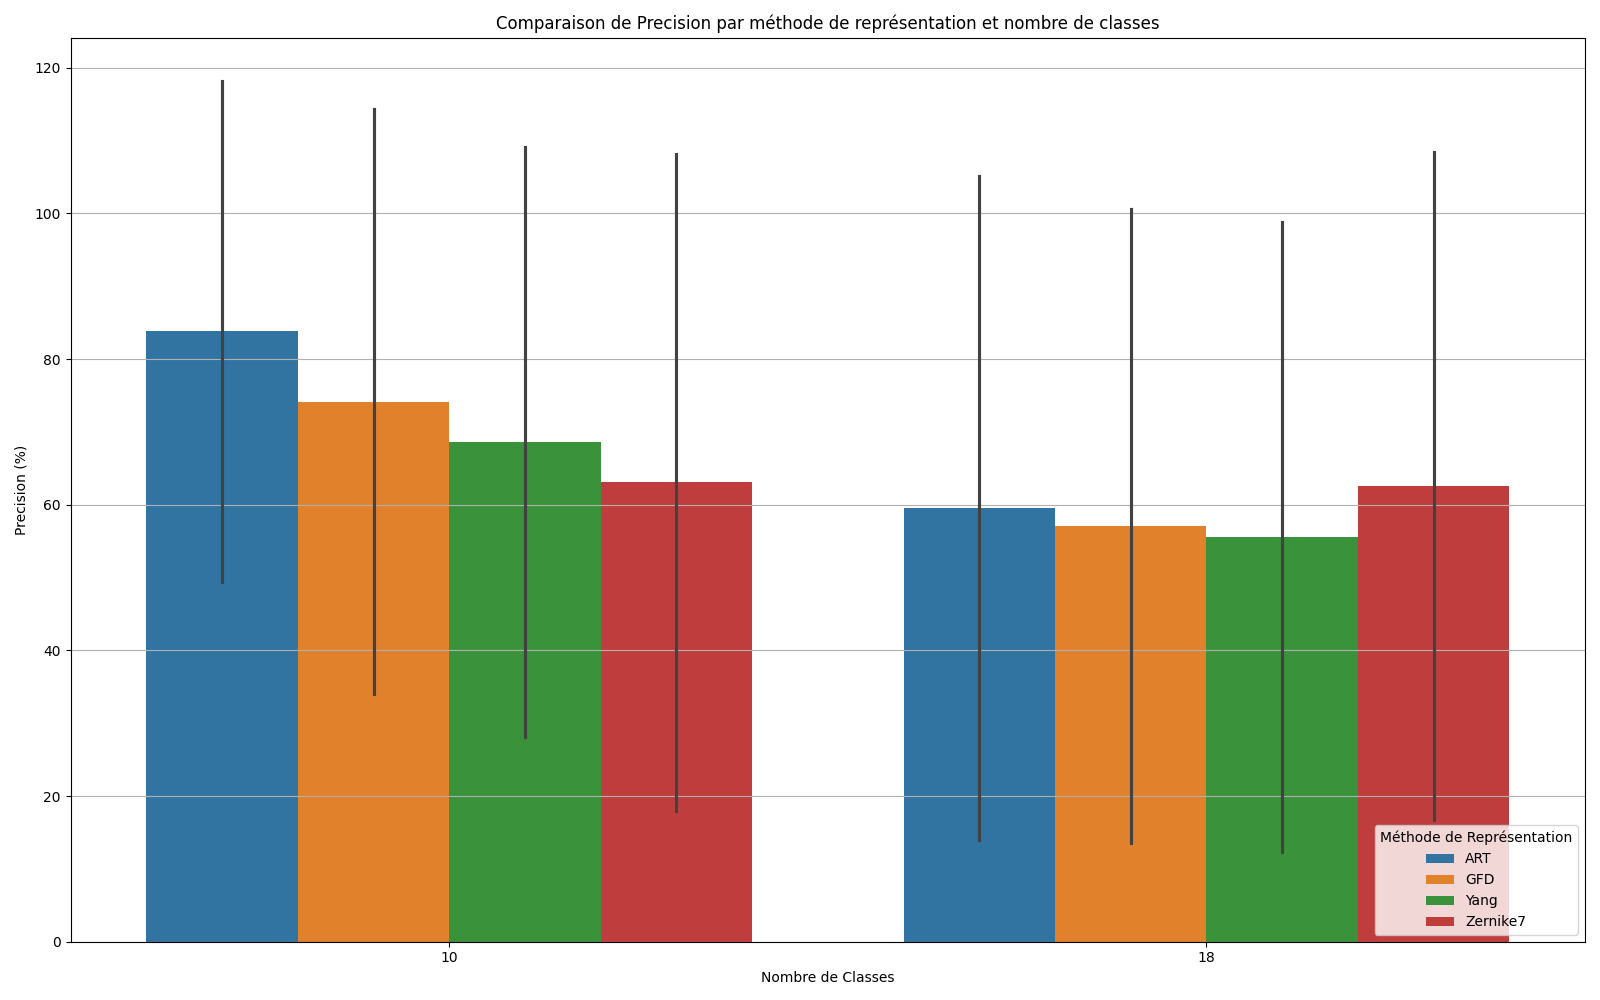 Comparaison de Precision par méthode de représentation et nombre de classes
120
100
80
60
40
20
0
Precision (%)
10
18
Nombre de Classes
Méthode de Représentation
ART
GFD
Yang
Zernike7